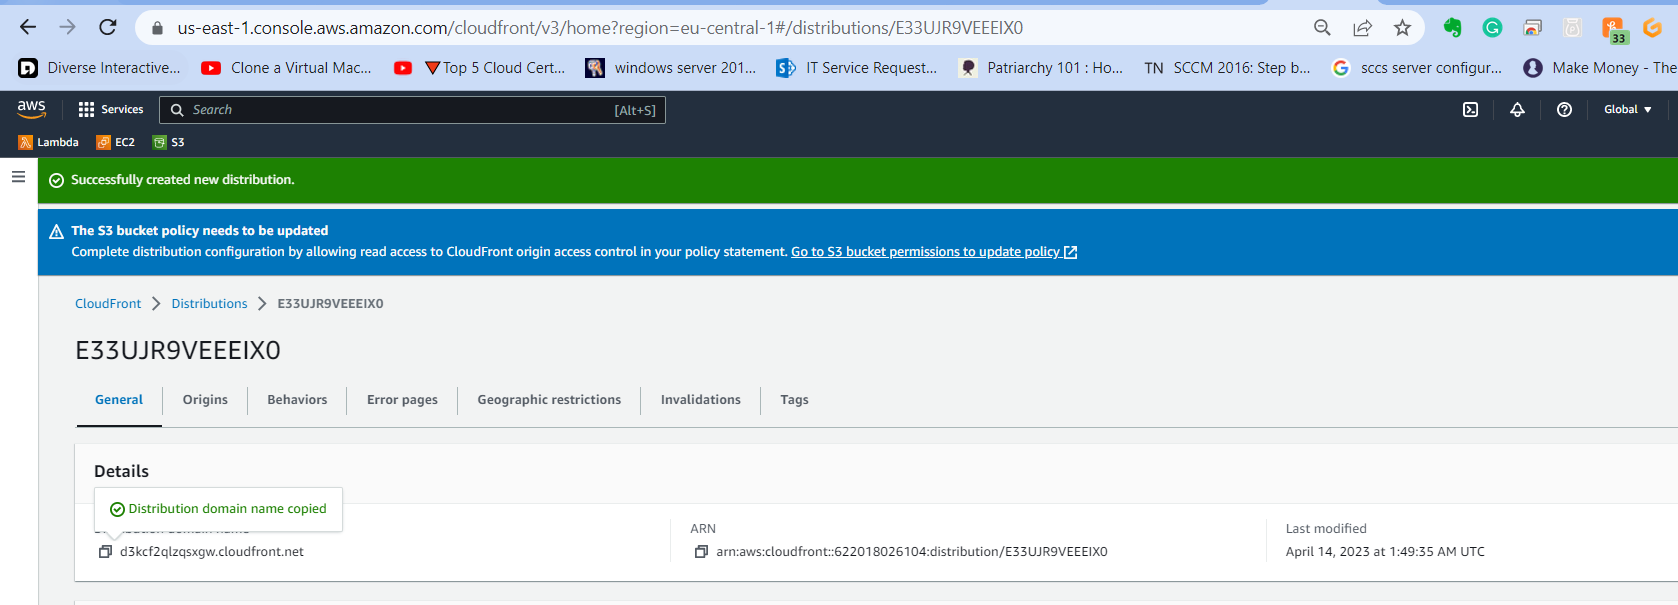 us-east-1.console.aws.amazon.com/cloudfront/v3/home?region=eu-central-1#/distributions/E33UJR9VEEEIX0
33
Diverse Interactive... Clone a Virtual Mac... Top 5 Cloud Cert... windows server 201... IT Service Request... Patriarchy 101 : Ho... TN SCCM 2016: Step b... sccs server configur... Make Money - The
aws Services Search [Alt+S] Global
Lambda EC2 S3
Successfully created new distribution.
The S3 bucket policy needs to be updated
Complete distribution configuration by allowing read access to CloudFront origin access control in your policy statement. Go to S3 bucket permissions to update policy
CloudFront Distributions E33UJR9VEEEIX0
E33UJR9VEEEIX0
General Origins Behaviors Error pages Geographic restrictions Invalidations Tags
Details
Distribution domain name copied
ARN Last modified
d3kcf2qlzqsxgw.cloudfront.net arn:aws:cloudfront::622018026104:distribution/E33UJR9VEEEIX0 April 14, 2023 at 1:49:35 AM UTC